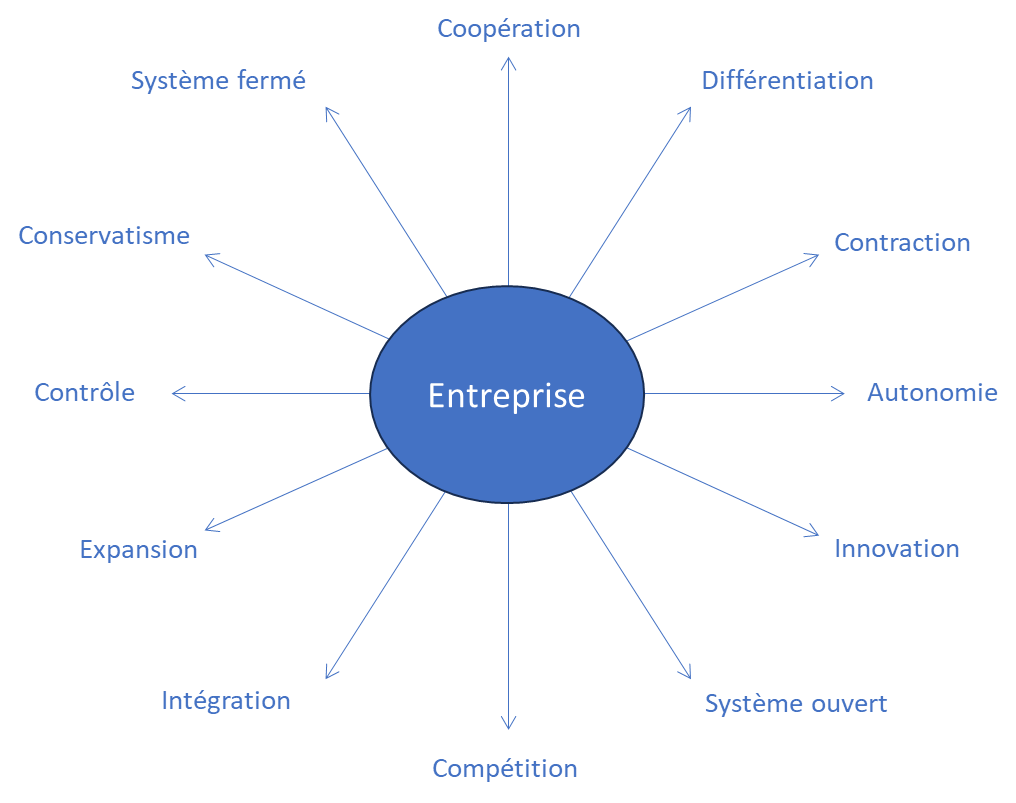 Coopération
Système fermé
Différentiation
Conservatisme
Contraction
Contrôle
Entreprise
Autonomie
Expansion
Innovation
Intégration
Système ouvert
Compétition